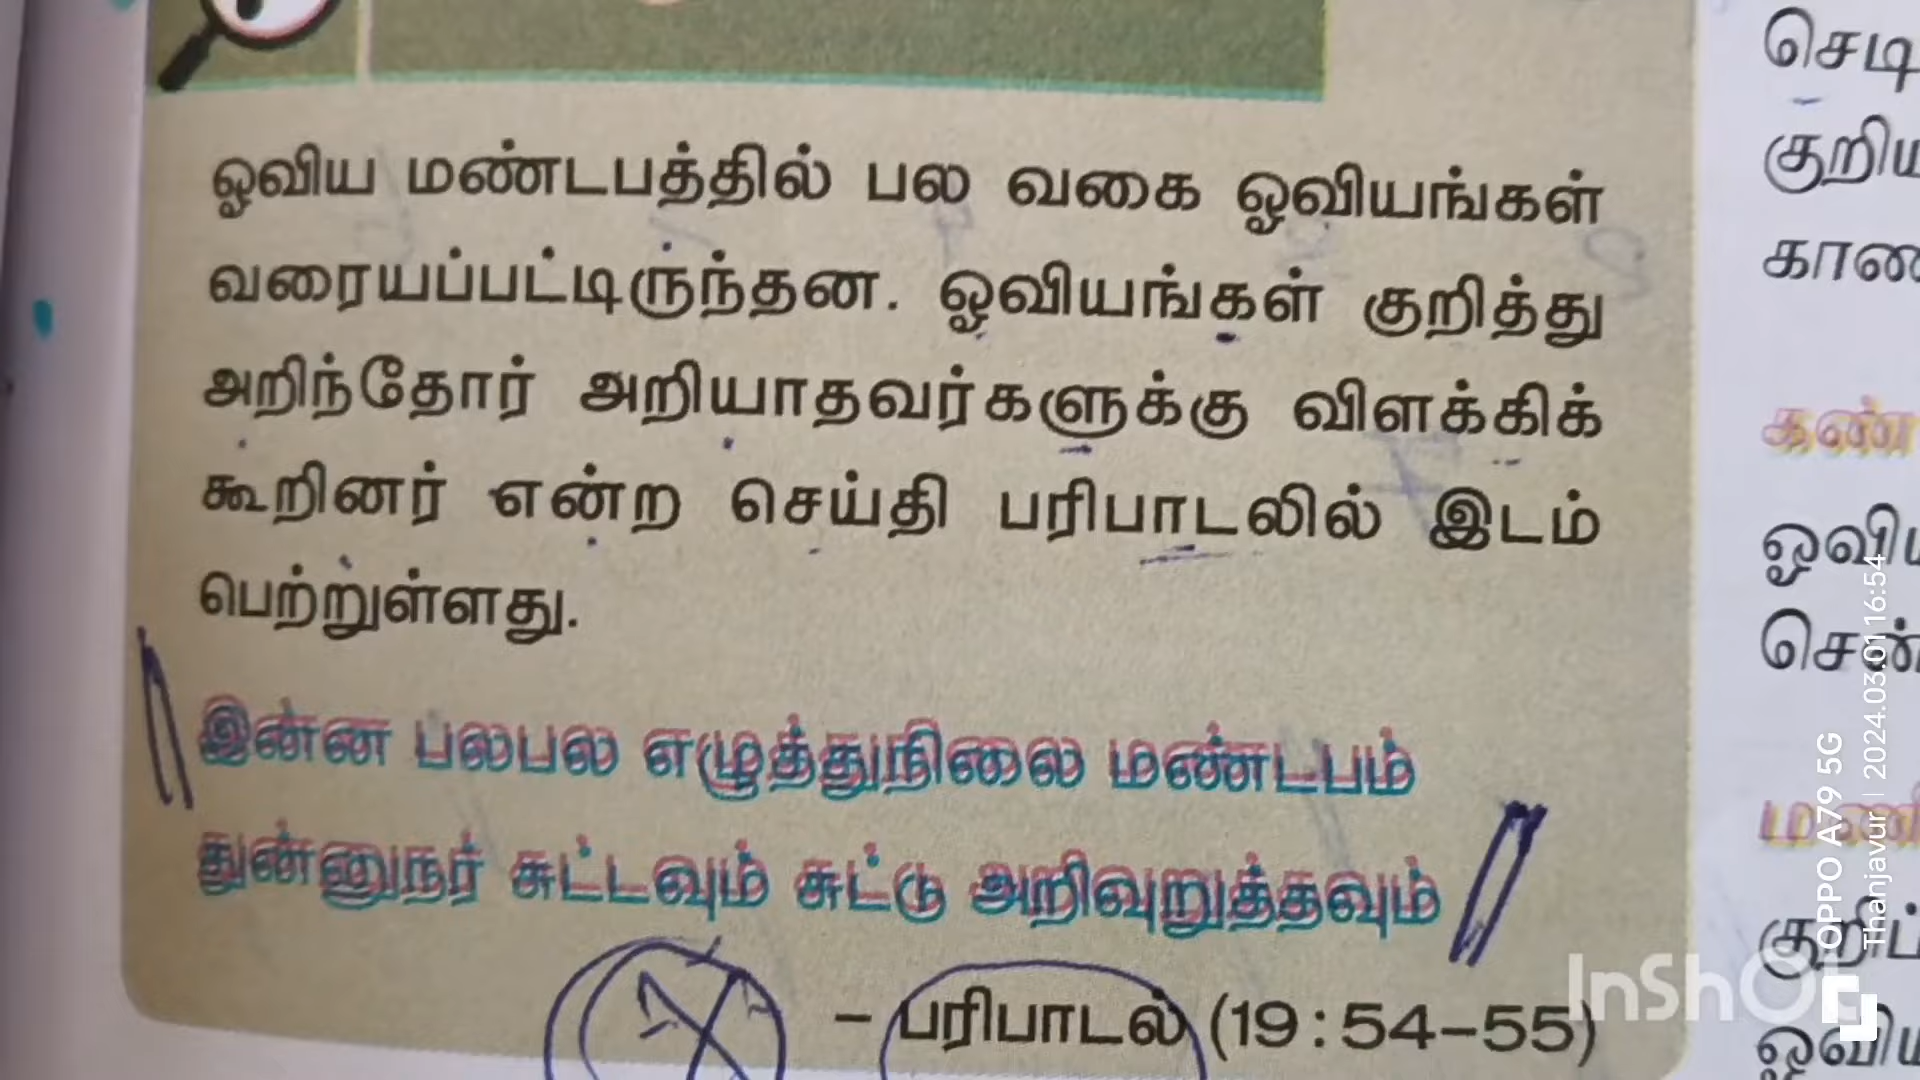 ஓவிய மண்டபத்தில் பல வகை ஓவியங்கள்
வரையப்பட்டிருந்தன. ஓவியங்கள் குறித்து
அறிந்தோர் அறியாதவர்களுக்கு விளக்கிக்
கூறினர் என்ற செய்தி பரிபாடலில் இடம்
பெற்றுள்ளது.
இன்ன பலபல எழுத்துநிலை மண்டபம்
துன்னுநர் சுட்டவும் சுட்டு அறிவுறுத்தவும்
– பரிபாடல் (19:54–55)
செடி
OPPO A79 5G
Thanjavur | 2024.03.01 16:54
InShOt